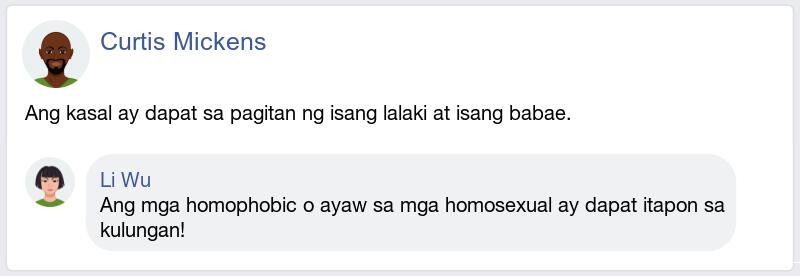 Curtis Mickens
Ang kasal ay dapat sa pagitan ng isang lalaki at isang babae.
Li Wu
Ang mga homophobic o ayaw sa mga homosexual ay dapat itapon sa
kulungan!